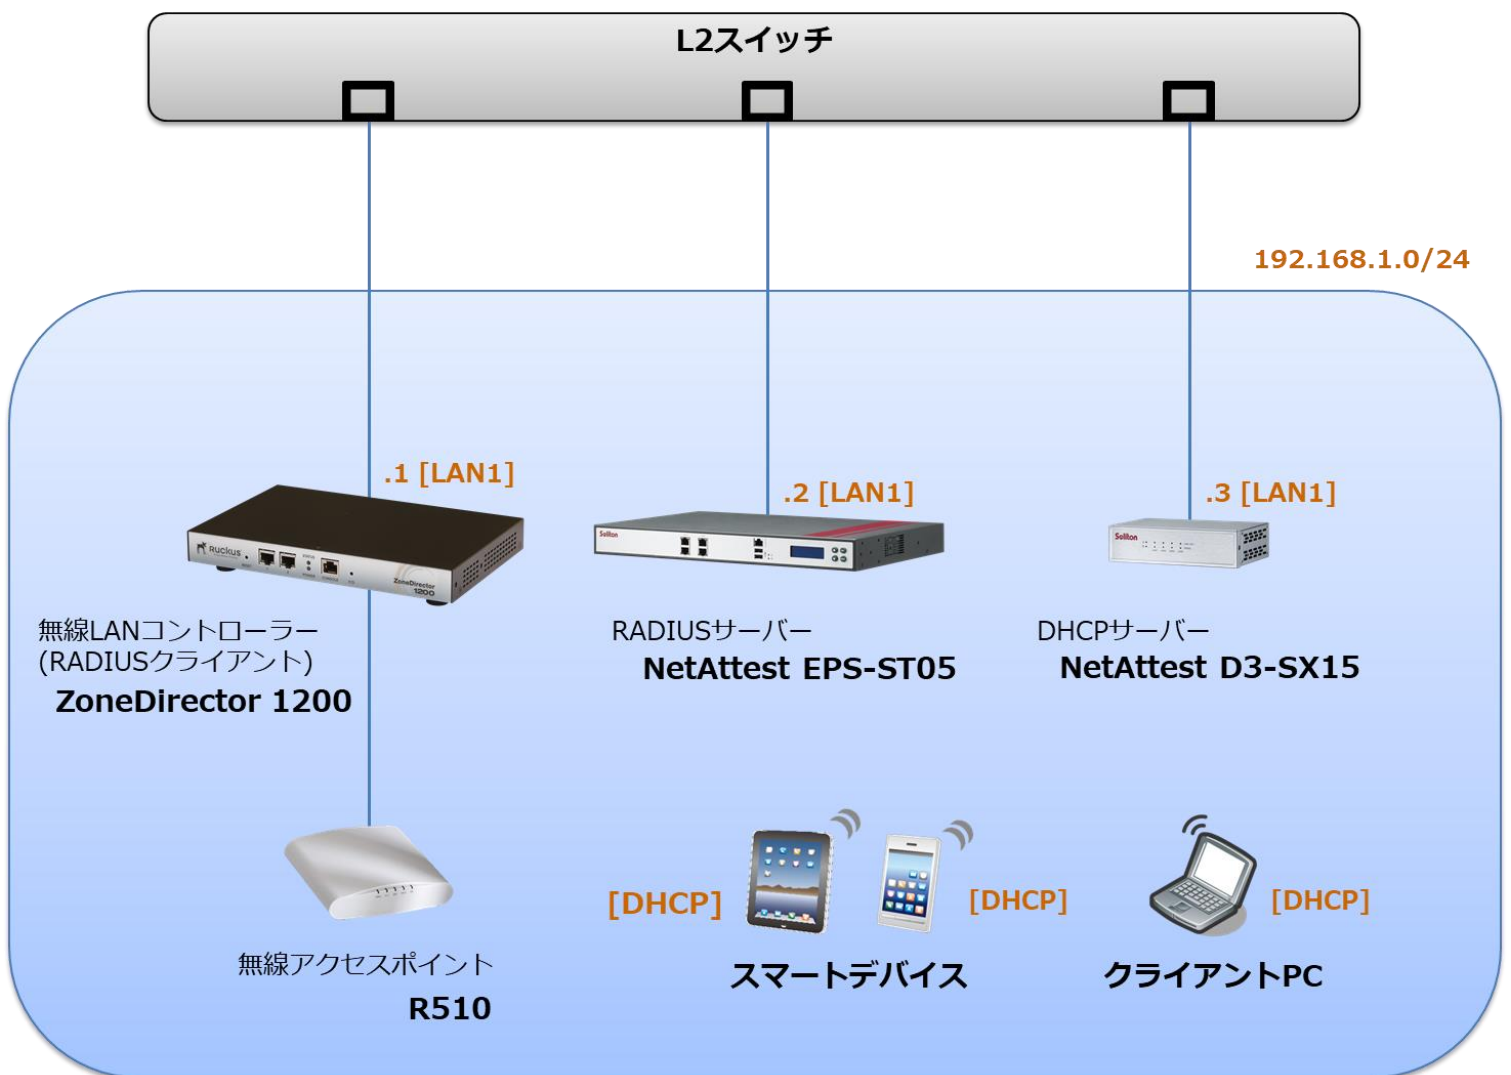 L2スイッチ
192.168.1.0/24
.1 [LAN1]
.2 [LAN1]
.3 [LAN1]
Ruckus
ZoneDirector
1200
Soliton
Soliton
無線LANコントローラー
(RADIUSクライアント)
ZoneDirector 1200
RADIUSサーバー
NetAttest EPS-ST05
DHCPサーバー
NetAttest D3-SX15
無線アクセスポイント
R510
[DHCP]
[DHCP]
スマートデバイス
[DHCP]
クライアントPC